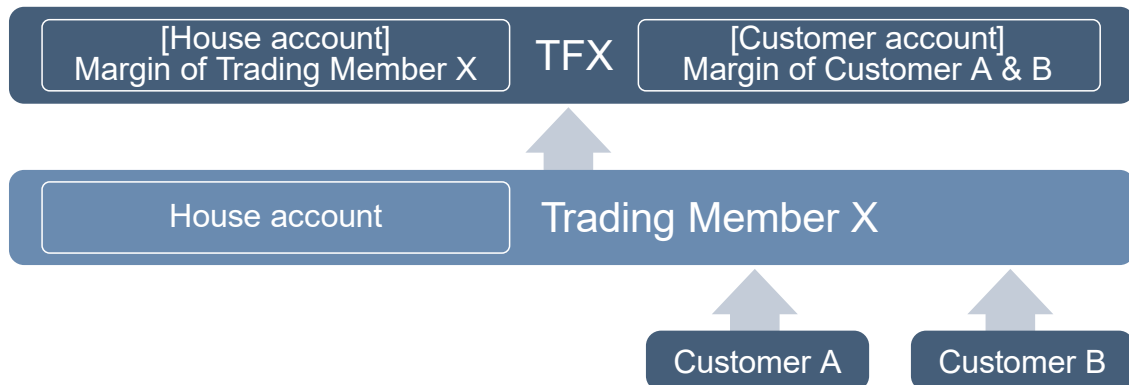 [House account]
Margin of Trading Member X
TFX
[Customer account]
Margin of Customer A & B
House account
Trading Member X
Customer A
Customer B